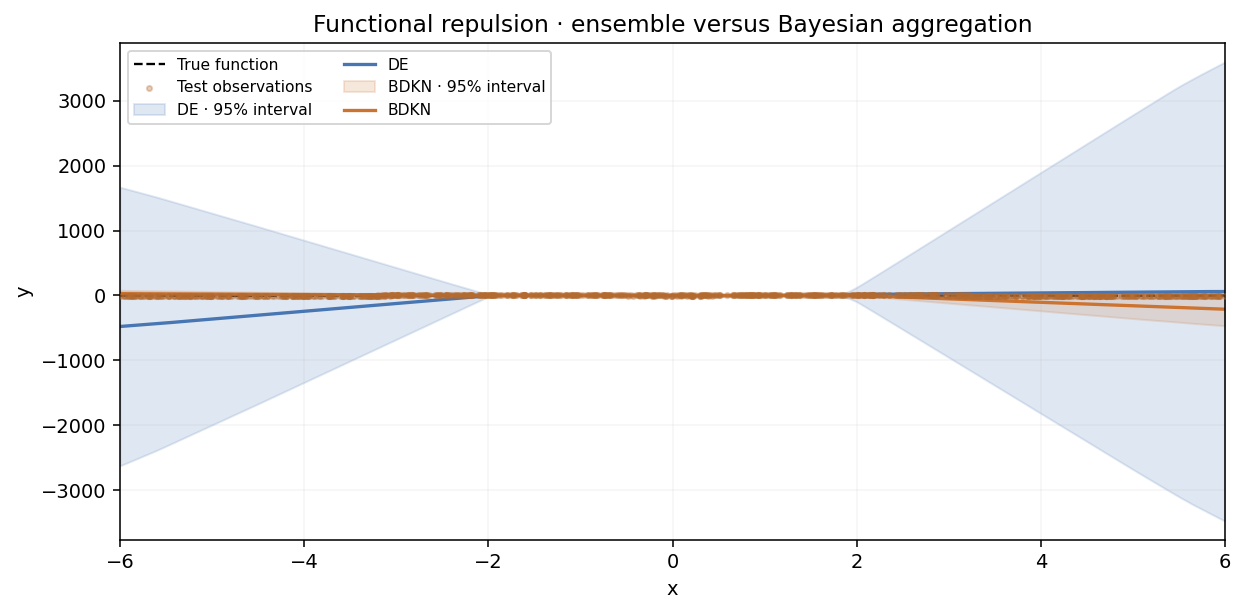 Functional repulsion · ensemble versus Bayesian aggregation
True function
Test observations
DE · 95% interval
DE
BDKN · 95% interval
BDKN
y
3000
2000
1000
0
−1000
−2000
−3000
−6
−4
−2
0
2
4
6
x